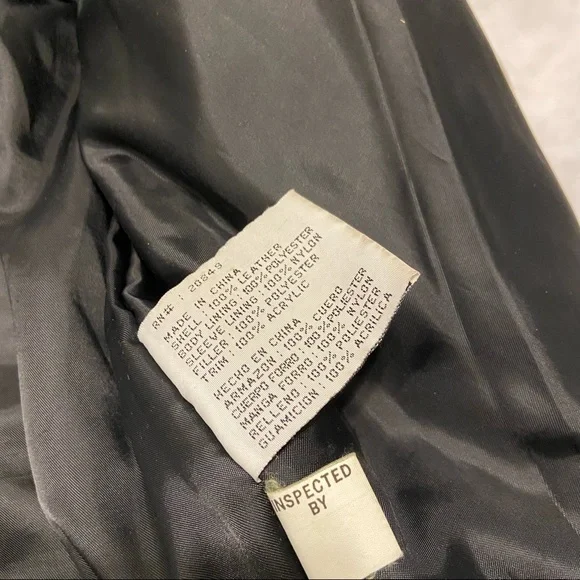 RN# : 20849
MADE IN CHINA
SHELL : 100% LEATHER
BODY LINING : 100% POLYESTER
SLEEVE LINING : 100% NYLON
FILLER : 100% POLYESTER
TRIM : 100% ACRYLIC
HECHO EN CHINA
ARMAZON : 100% CUERO
CUERPO FORRO : 100% POLYESTER
MANGA FORRO : 100% NYLON
RELLENO : 100% POLIESTER
GUAMICION : 100% ACRILICA
INSPECTED
BY